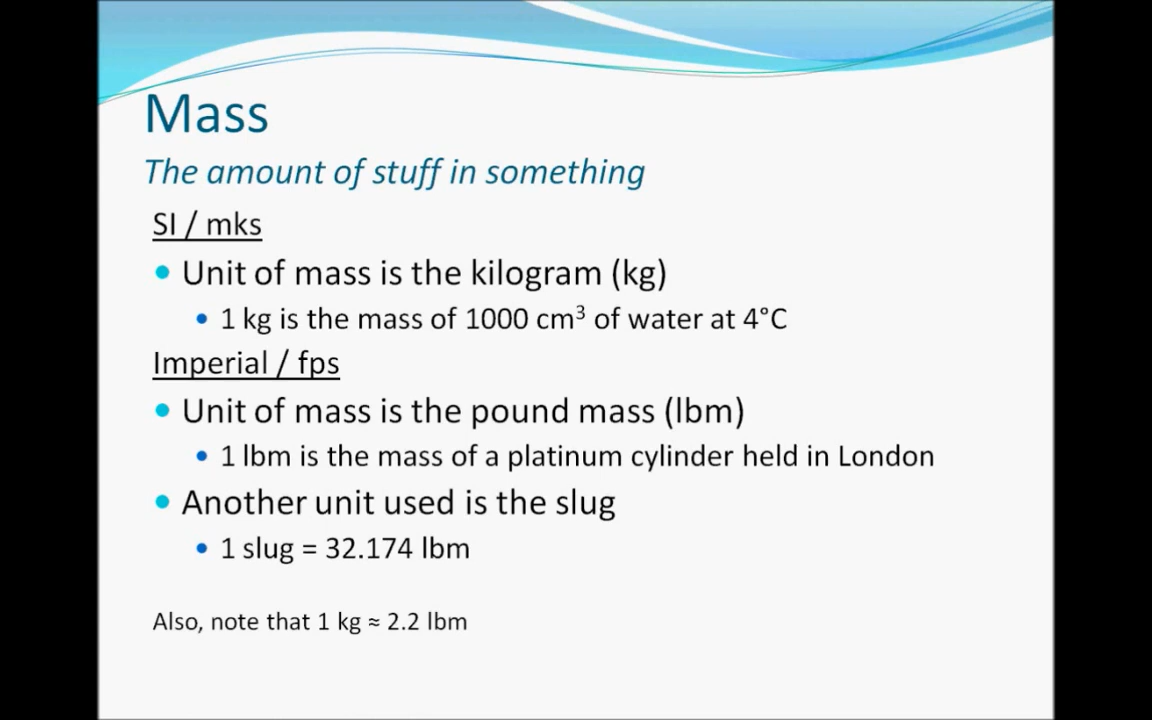 Mass
The amount of stuff in something
SI / mks
• Unit of mass is the kilogram (kg)
• 1 kg is the mass of 1000 cm³ of water at 4°C
Imperial / fps
• Unit of mass is the pound mass (lbm)
• 1 lbm is the mass of a platinum cylinder held in London
• Another unit used is the slug
• 1 slug = 32.174 lbm
Also, note that 1 kg ≈ 2.2 lbm